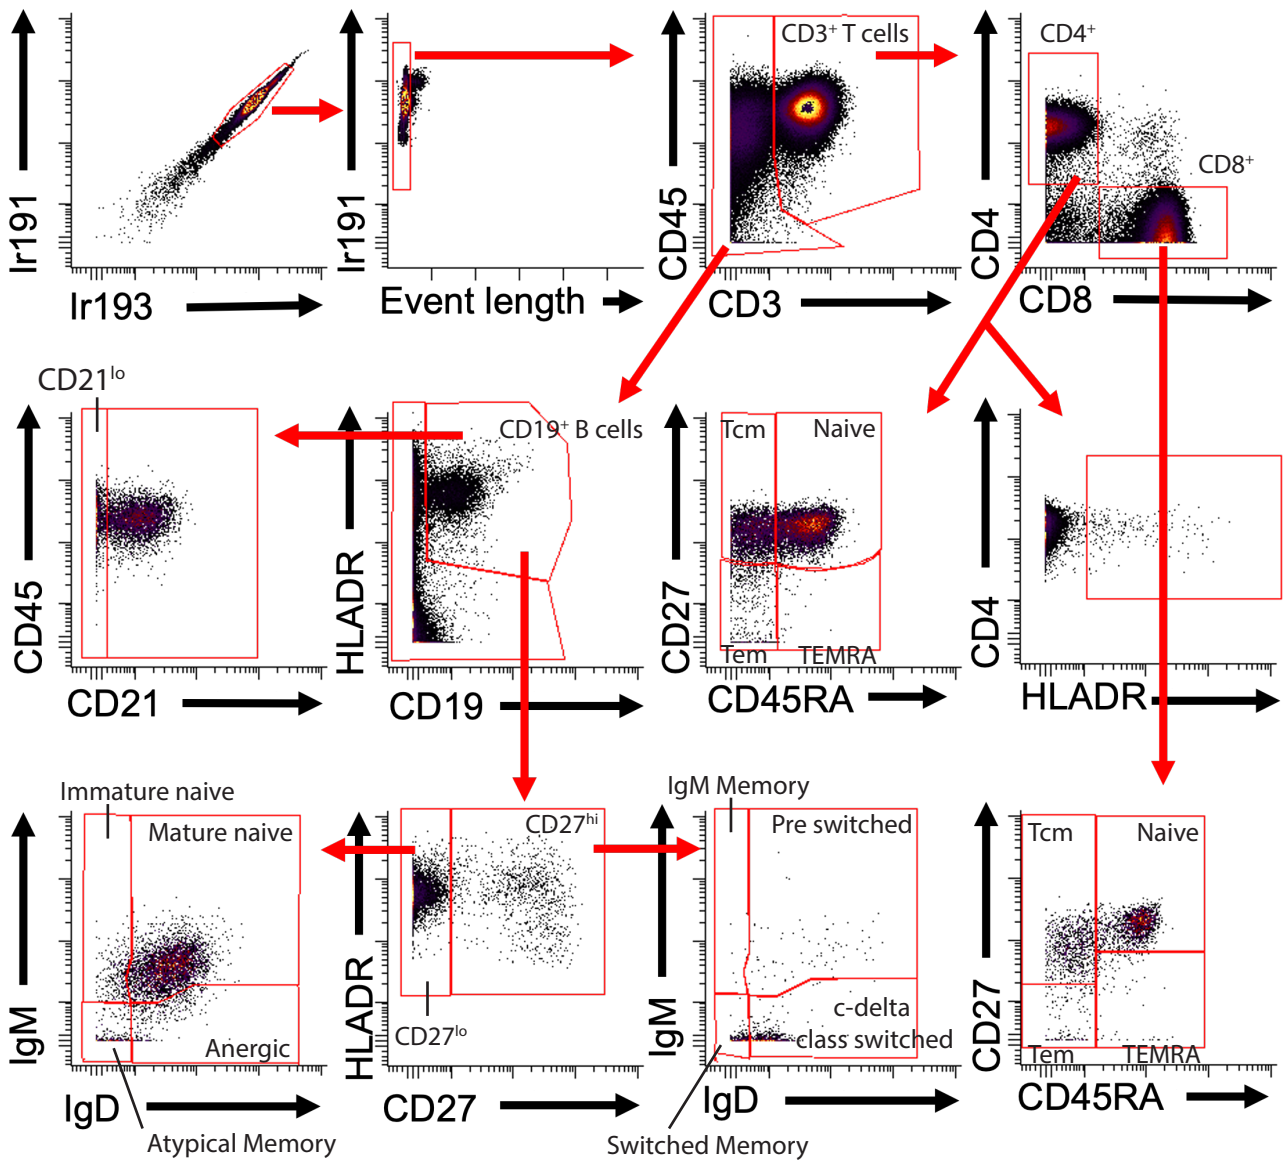 Ir191
Ir193
Ir191
Event length
CD3⁺ T cells
CD45
CD3
CD4⁺
CD8⁺
CD4
CD8
CD21ˡᵒ
CD45
CD21
CD19⁺ B cells
HLADR
CD19
Tcm
Naive
Tem
TEMRA
CD27
CD45RA
CD4
HLADR
Immature naive
Mature naive
Anergic
IgM
IgD
Atypical Memory
CD27ʰⁱ
CD27ˡᵒ
HLADR
CD27
IgM Memory
Pre switched
c-delta
class switched
IgM
IgD
Switched Memory
Tcm
Naive
Tem
TEMRA
CD27
CD45RA